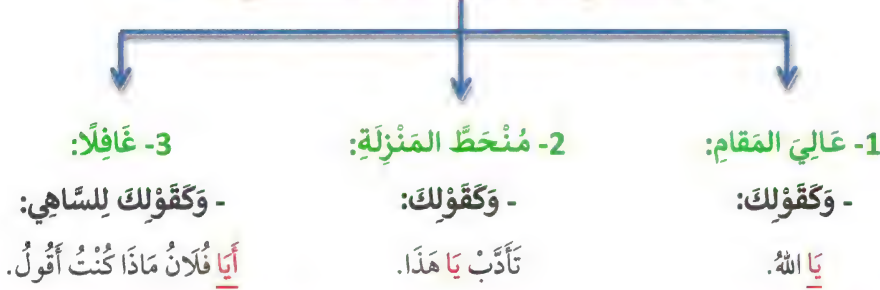 1- عَالِيَ المَقامِ:
- وَكَقَوْلِكَ:
يَا اللهُ.
2- مُنْحَطَّ المَنْزِلَةِ:
- وَكَقَوْلِكَ:
تَأَدَّبْ يَا هَذَا.
3- غَافِلًا:
- وَكَقَوْلِكَ لِلسَّاهِي:
أَيَا فُلَانُ مَاذَا كُنْتُ أَقُولُ.